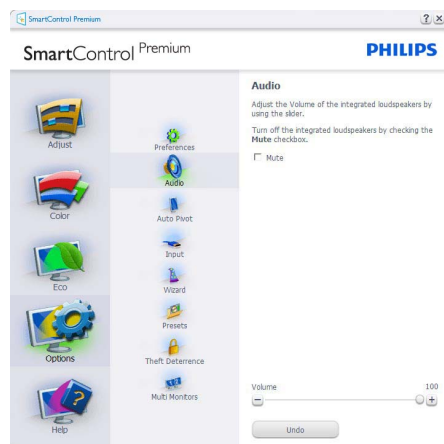 SmartControl Premium
? x
SmartControl Premium
PHILIPS
Adjust
Color
Eco
Options
Help
Preferences
Audio
Auto Pivot
Input
Wizard
Presets
Theft Deterrence
Multi Monitors
Audio
Adjust the Volume of the integrated loudspeakers by
using the slider.
Turn off the integrated loudspeakers by checking the
Mute checkbox.
Mute
Volume 100
Undo